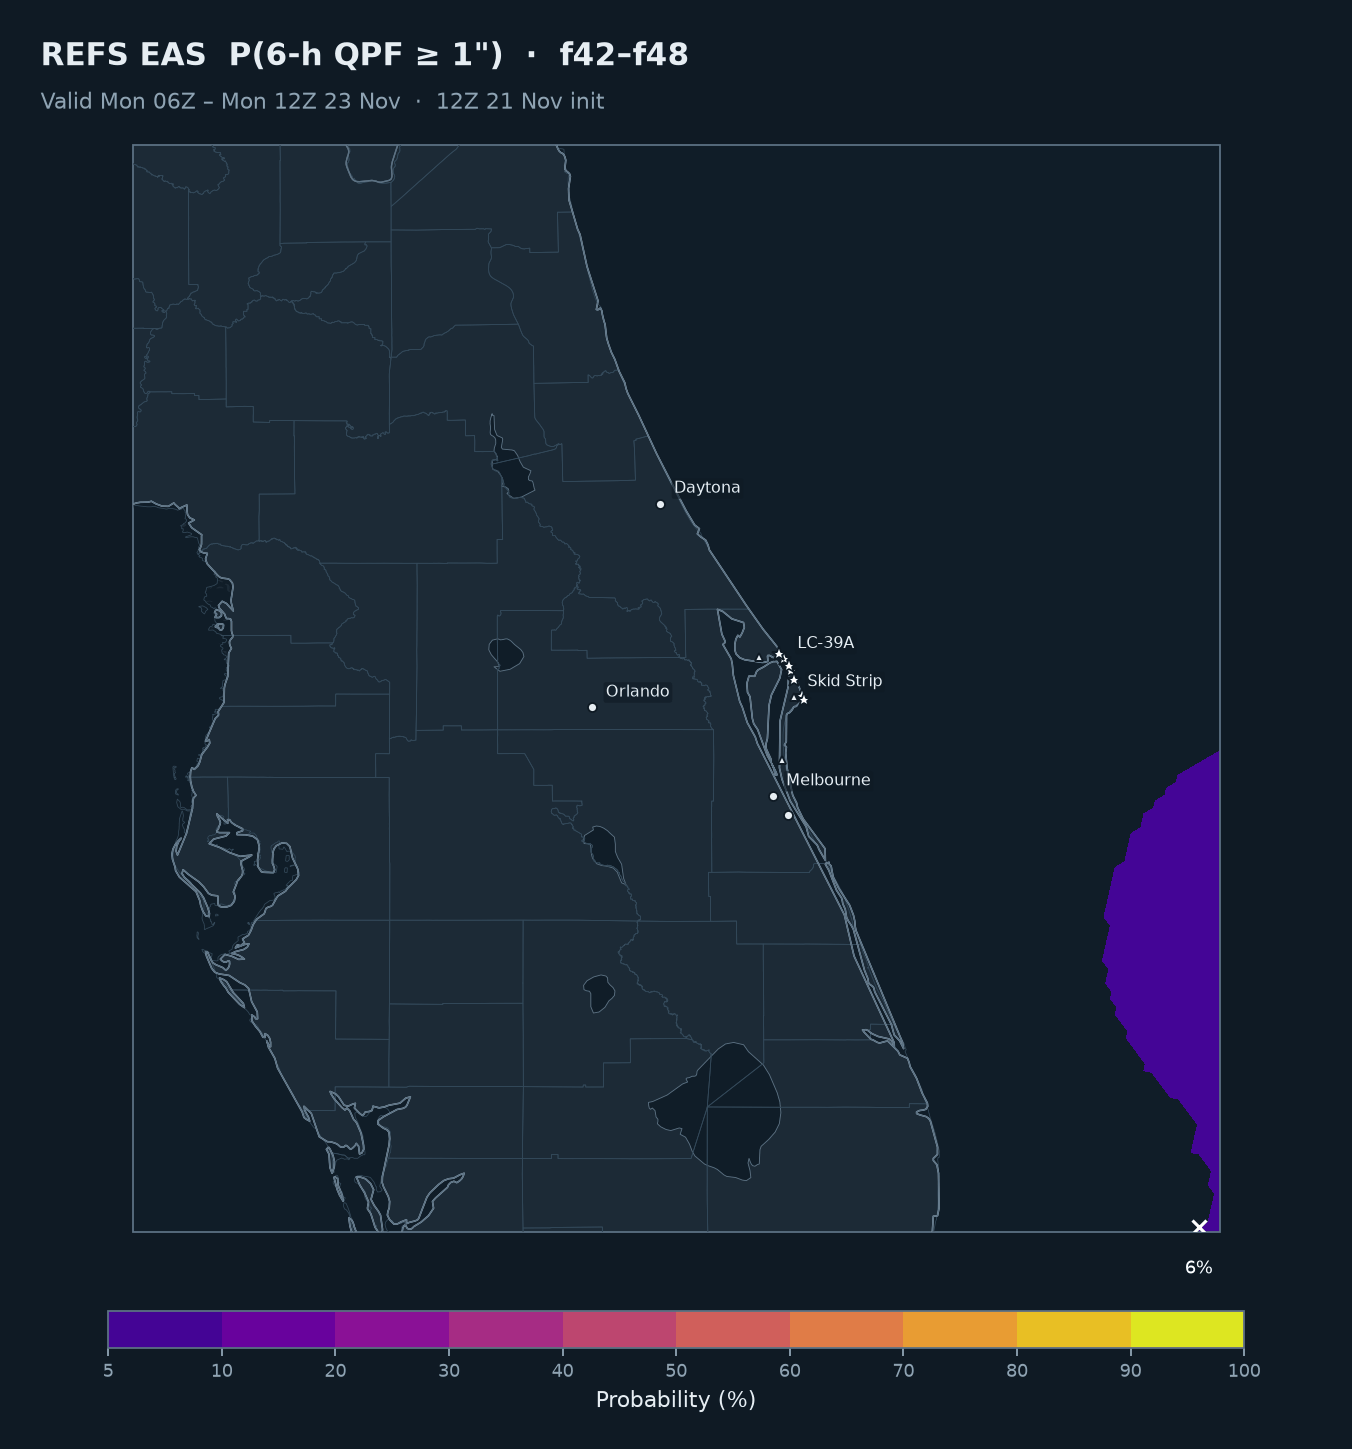 REFS EAS  P(6-h QPF ≥ 1")  ·  f42–f48
Valid Mon 06Z – Mon 12Z 23 Nov  ·  12Z 21 Nov init
Daytona
LC-39A
Skid Strip
Orlando
Melbourne
6%
5 10 20 30 40 50 60 70 80 90 100
Probability (%)